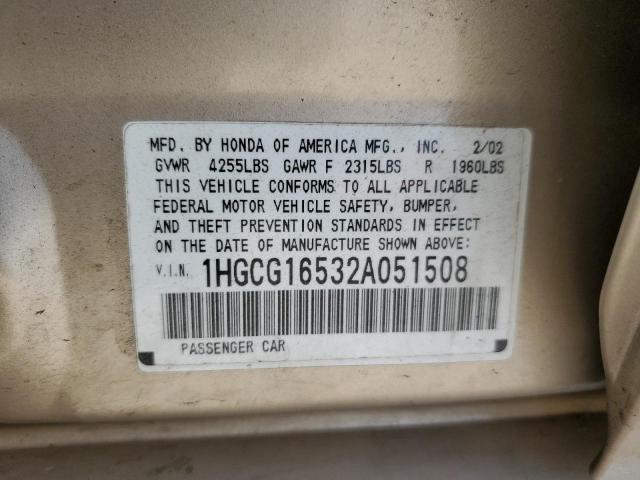 MFD. BY HONDA OF AMERICA MFG., INC. 2/02
GVWR 4255LBS GAWR F 2315LBS R 1960LBS
THIS VEHICLE CONFORMS TO ALL APPLICABLE
FEDERAL MOTOR VEHICLE SAFETY, BUMPER,
AND THEFT PREVENTION STANDARDS IN EFFECT
ON THE DATE OF MANUFACTURE SHOWN ABOVE:
V.I.N. 1HGCG16532A051508
PASSENGER CAR